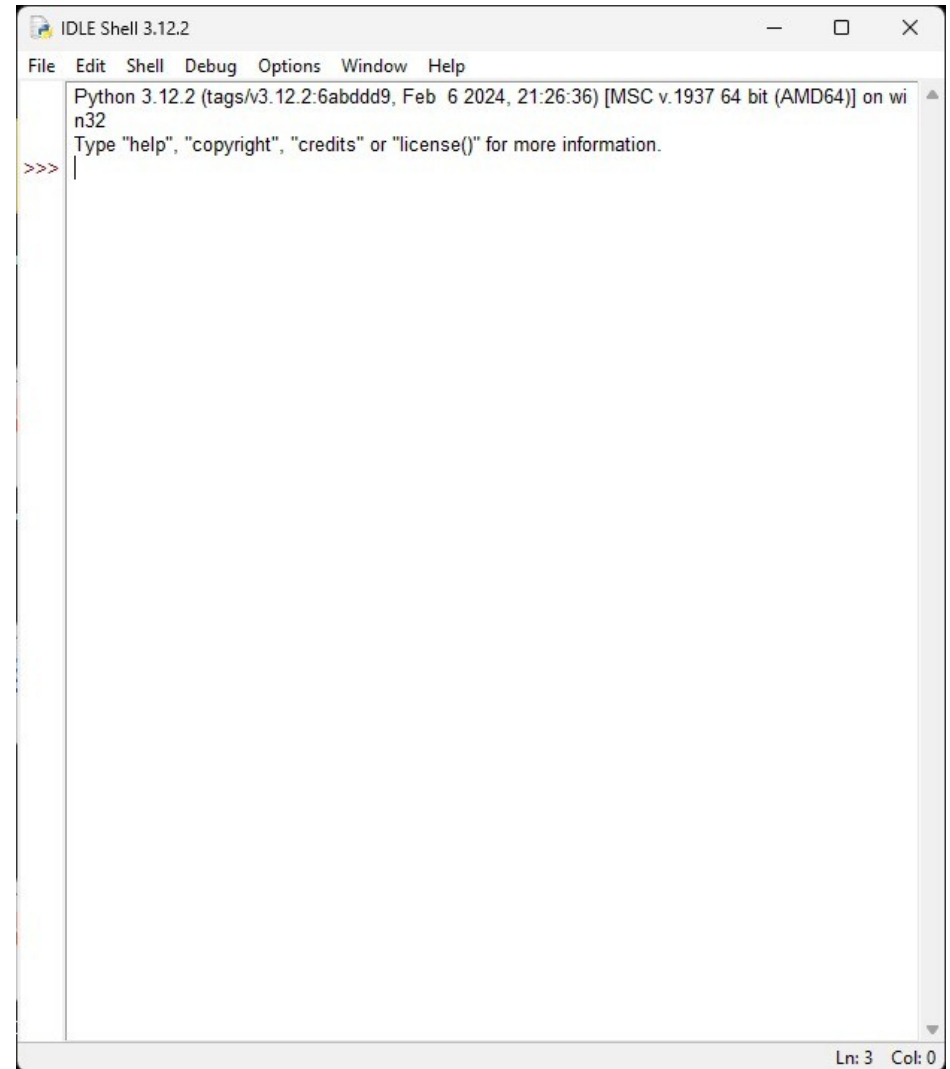 IDLE Shell 3.12.2
File Edit Shell Debug Options Window Help
Python 3.12.2 (tags/v3.12.2:6abddd9, Feb  6 2024, 21:26:36) [MSC v.1937 64 bit (AMD64)] on wi
n32
Type "help", "copyright", "credits" or "license()" for more information.
>>>
Ln: 3 Col: 0